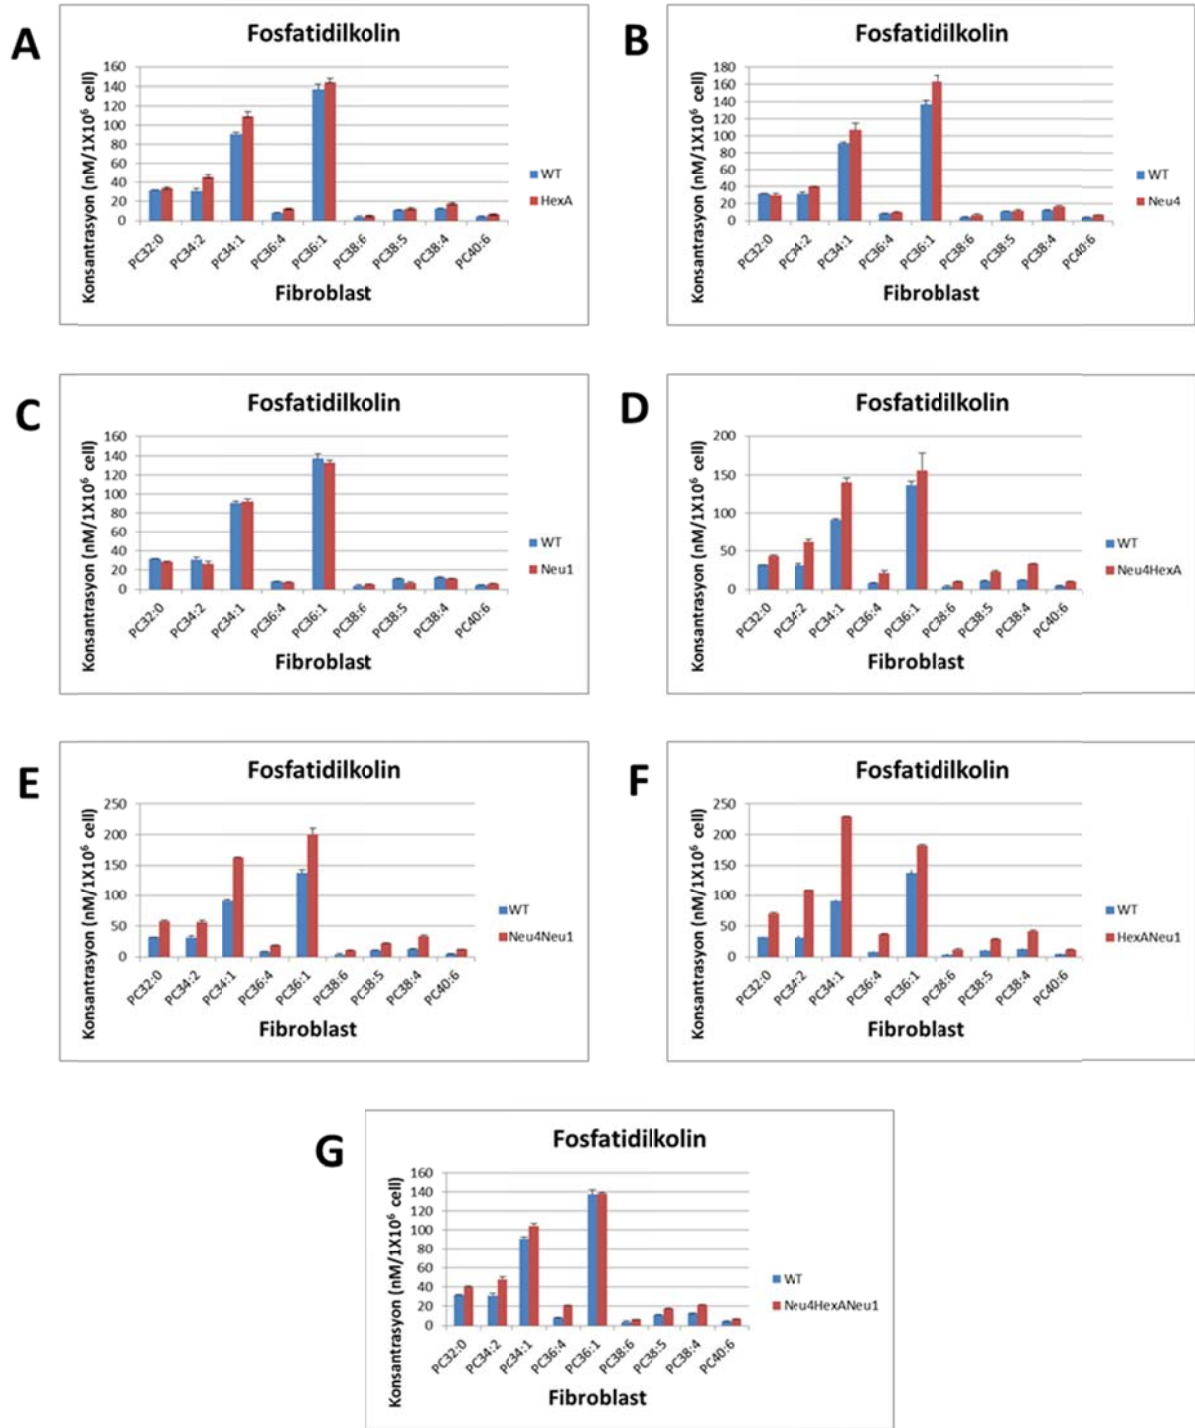 A
Fosfatidilkolin
Konsantrasyon (nM/1X10⁶ cell)
160
140
120
100
80
60
40
20
0
PC32:0
PC34:2
PC34:1
PC36:4
PC36:1
PC38:6
PC38:5
PC38:4
PC40:6
WT
HexA
Fibroblast
B
Fosfatidilkolin
Konsantrasyon (nM/1X10⁶ cell)
180
160
140
120
100
80
60
40
20
0
PC32:0
PC34:2
PC34:1
PC36:4
PC36:1
PC38:6
PC38:5
PC38:4
PC40:6
WT
Neu4
Fibroblast
C
Fosfatidilkolin
Konsantrasyon (nM/1X10⁶ cell)
160
140
120
100
80
60
40
20
0
PC32:0
PC34:2
PC34:1
PC36:4
PC36:1
PC38:6
PC38:5
PC38:4
PC40:6
WT
Neu1
Fibroblast
D
Fosfatidilkolin
Konsantrasyon (nM/1X10⁶ cell)
200
150
100
50
0
PC32:0
PC34:2
PC34:1
PC36:4
PC36:1
PC38:6
PC38:5
PC38:4
PC40:6
WT
Neu4HexA
Fibroblast
E
Fosfatidilkolin
Konsantrasyon (nM/1X10⁶ cell)
250
200
150
100
50
0
PC32:0
PC34:2
PC34:1
PC36:4
PC36:1
PC38:6
PC38:5
PC38:4
PC40:6
WT
Neu4Neu1
Fibroblast
F
Fosfatidilkolin
Konsantrasyon (nM/1X10⁶ cell)
250
200
150
100
50
0
PC32:0
PC34:2
PC34:1
PC36:4
PC36:1
PC38:6
PC38:5
PC38:4
PC40:6
WT
HexANeu1
Fibroblast
G
Fosfatidilkolin
Konsantrasyon (nM/1X10⁶ cell)
160
140
120
100
80
60
40
20
0
PC32:0
PC34:2
PC34:1
PC36:4
PC36:1
PC38:6
PC38:5
PC38:4
PC40:6
WT
Neu4HexANeu1
Fibroblast